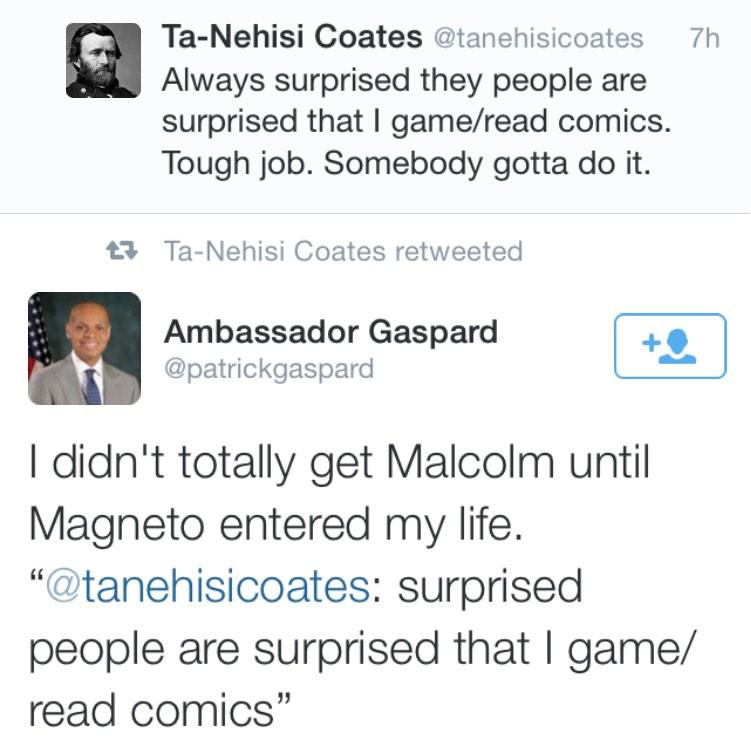 Ta-Nehisi Coates @tanehisicoates 7h
Always surprised they people are
surprised that I game/read comics.
Tough job. Somebody gotta do it.
Ta-Nehisi Coates retweeted
Ambassador Gaspard
@patrickgaspard
I didn't totally get Malcolm until
Magneto entered my life.
“@tanehisicoates: surprised
people are surprised that I game/
read comics”